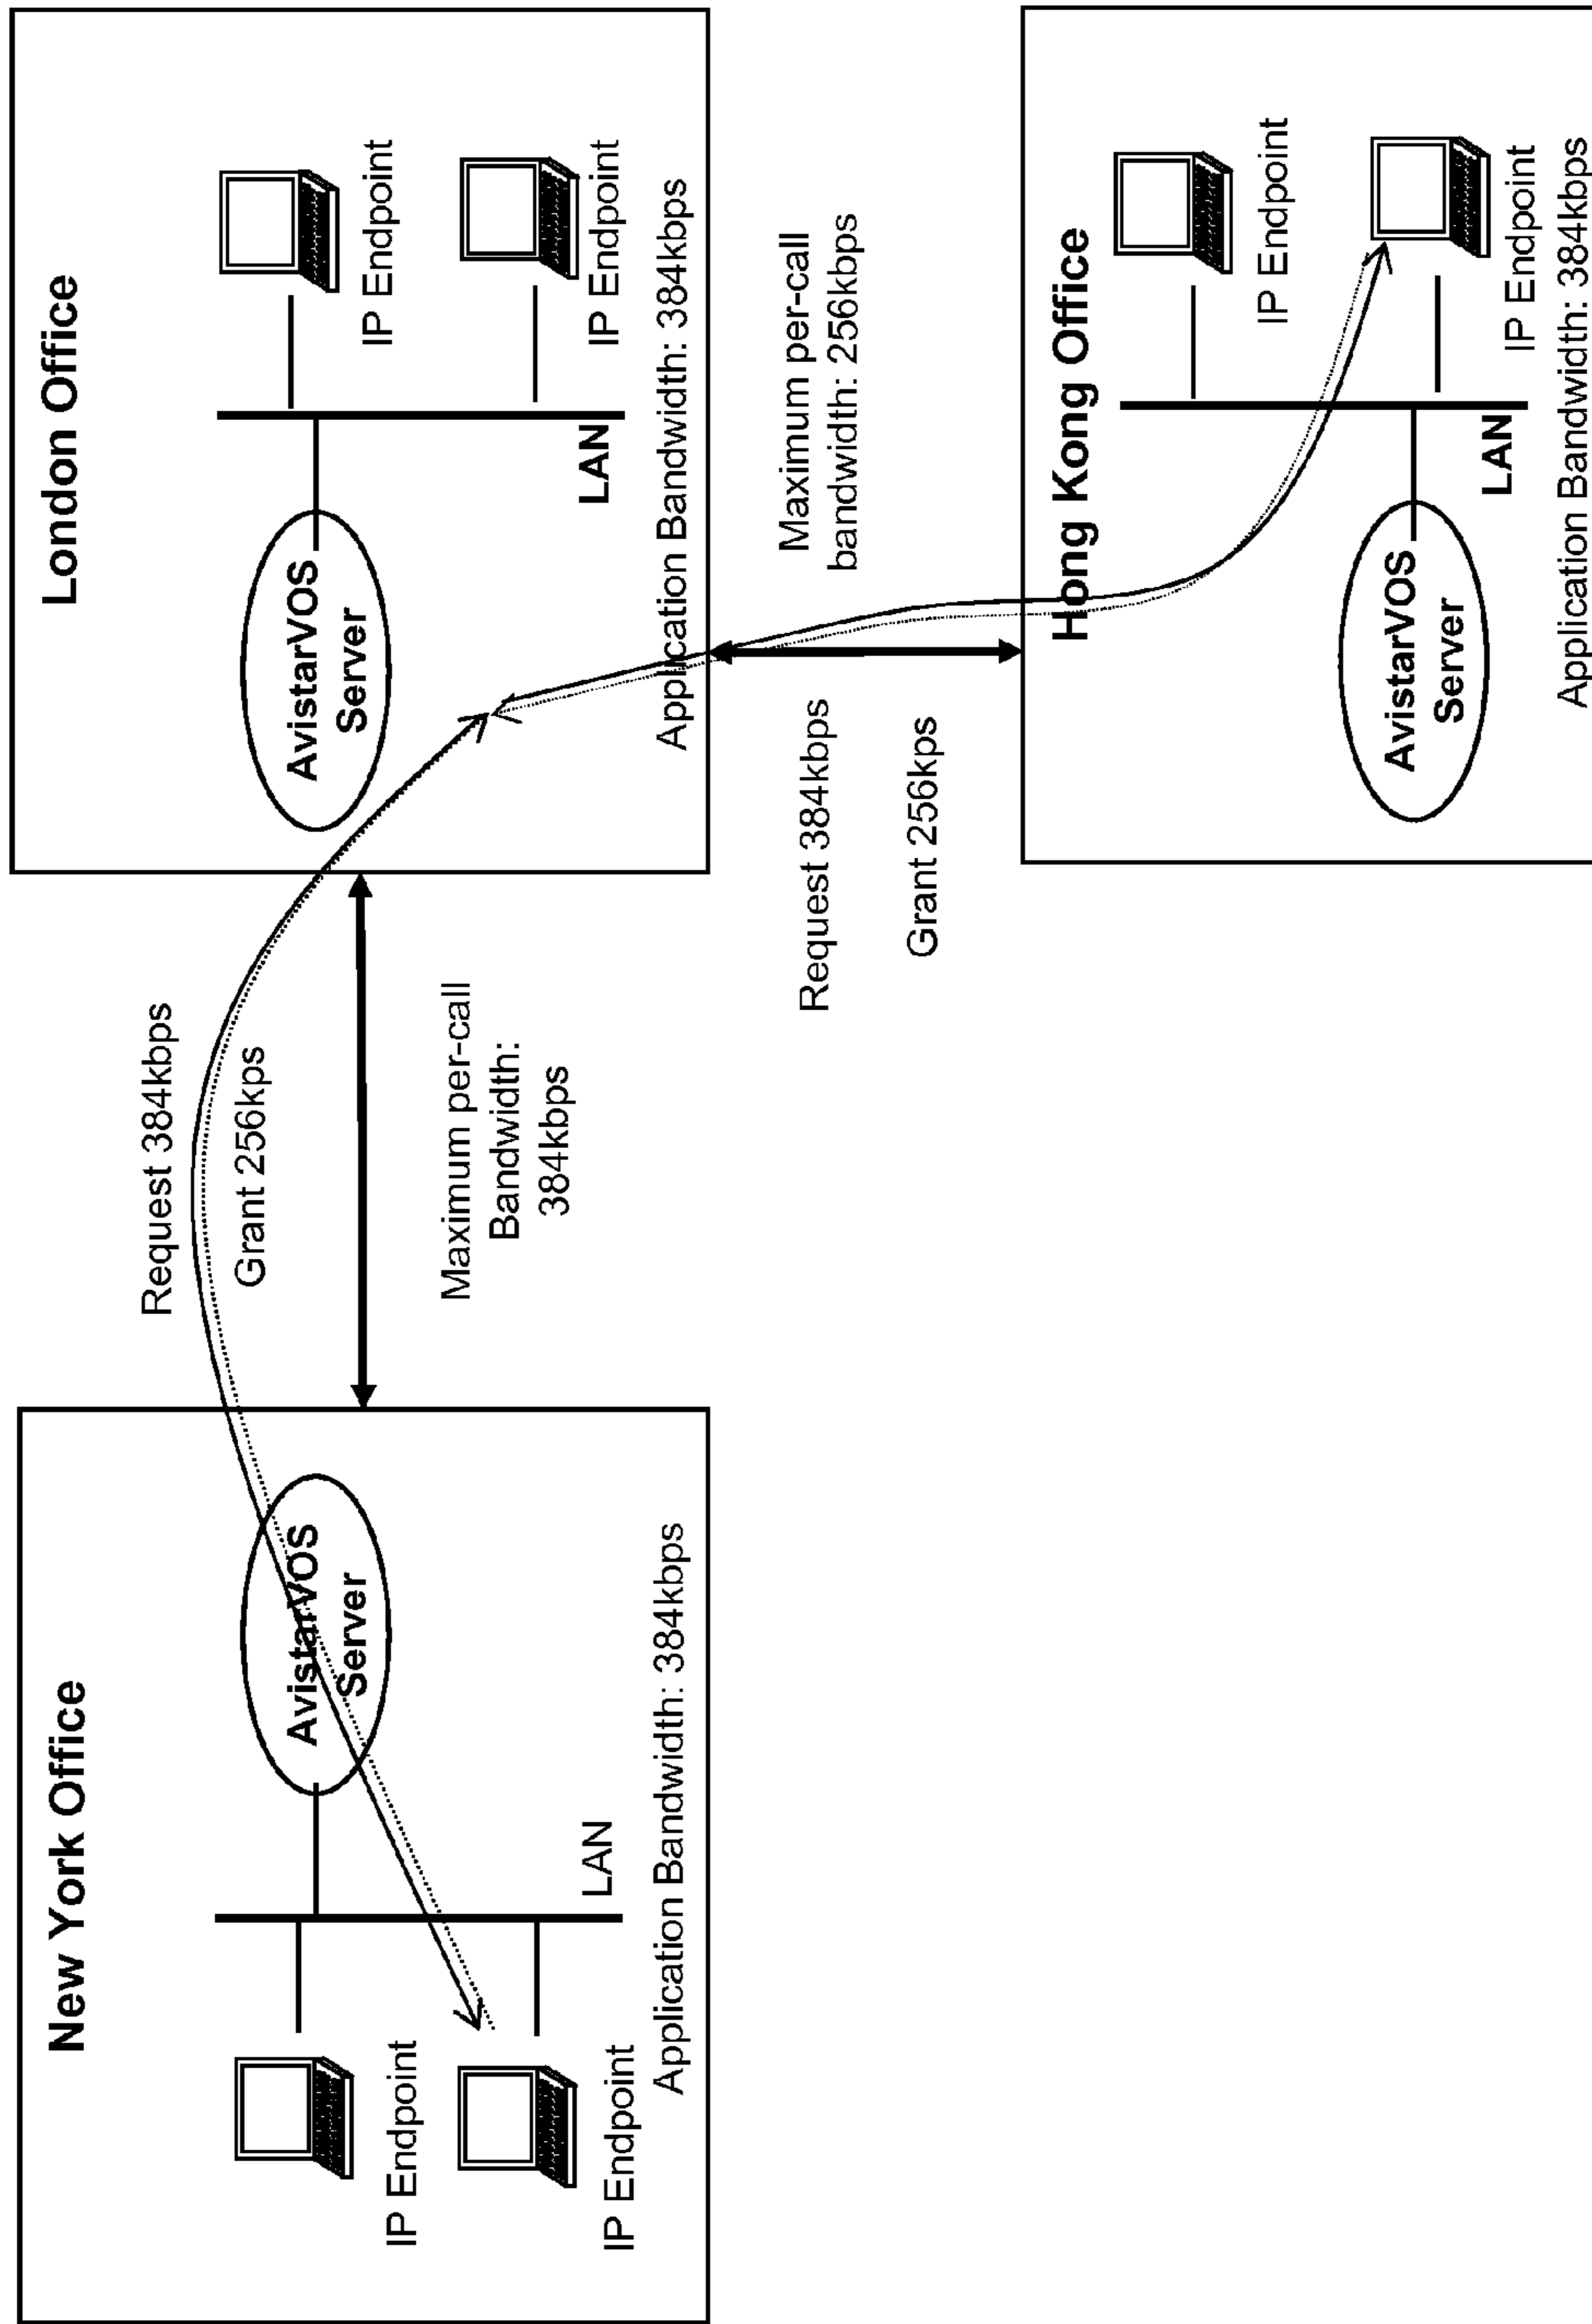 New York Office
AvistarVOS
Server
LAN
IP Endpoint
IP Endpoint
Application Bandwidth: 384kbps
Request 384kbps
Grant 256kps
Maximum per-call
Bandwidth:
384kbps
London Office
AvistarVOS
Server
LAN
IP Endpoint
IP Endpoint
Application Bandwidth: 384kbps
Request 384kbps
Grant 256kps
Maximum per-call
bandwidth: 256kbps
Hong Kong Office
AvistarVOS
Server
LAN
IP Endpoint
IP Endpoint
Application Bandwidth: 384kbps